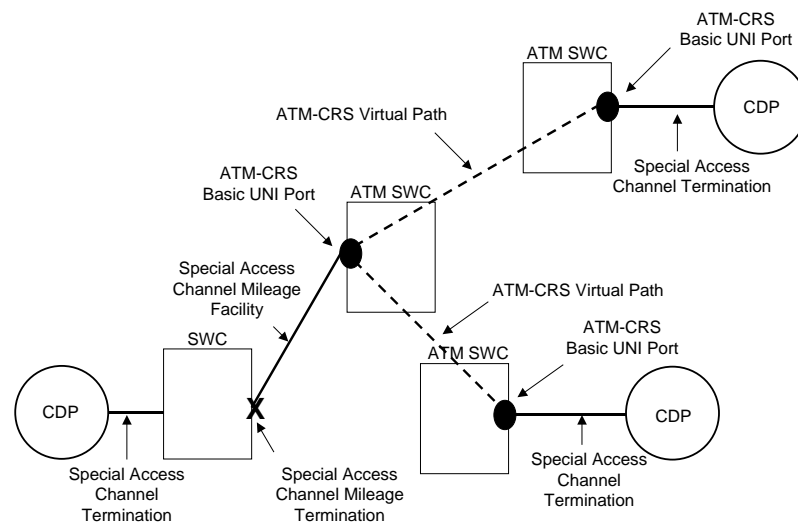 ATM-CRS
Basic UNI Port
ATM SWC
CDP
ATM-CRS Virtual Path
Special Access
Channel Termination
ATM-CRS
Basic UNI Port
ATM SWC
Special Access
Channel Mileage
Facility
ATM-CRS Virtual Path
ATM-CRS
Basic UNI Port
SWC
ATM SWC
CDP
CDP
Special Access
Channel
Termination
X
Special Access
Channel Mileage
Termination
Special Access
Channel
Termination